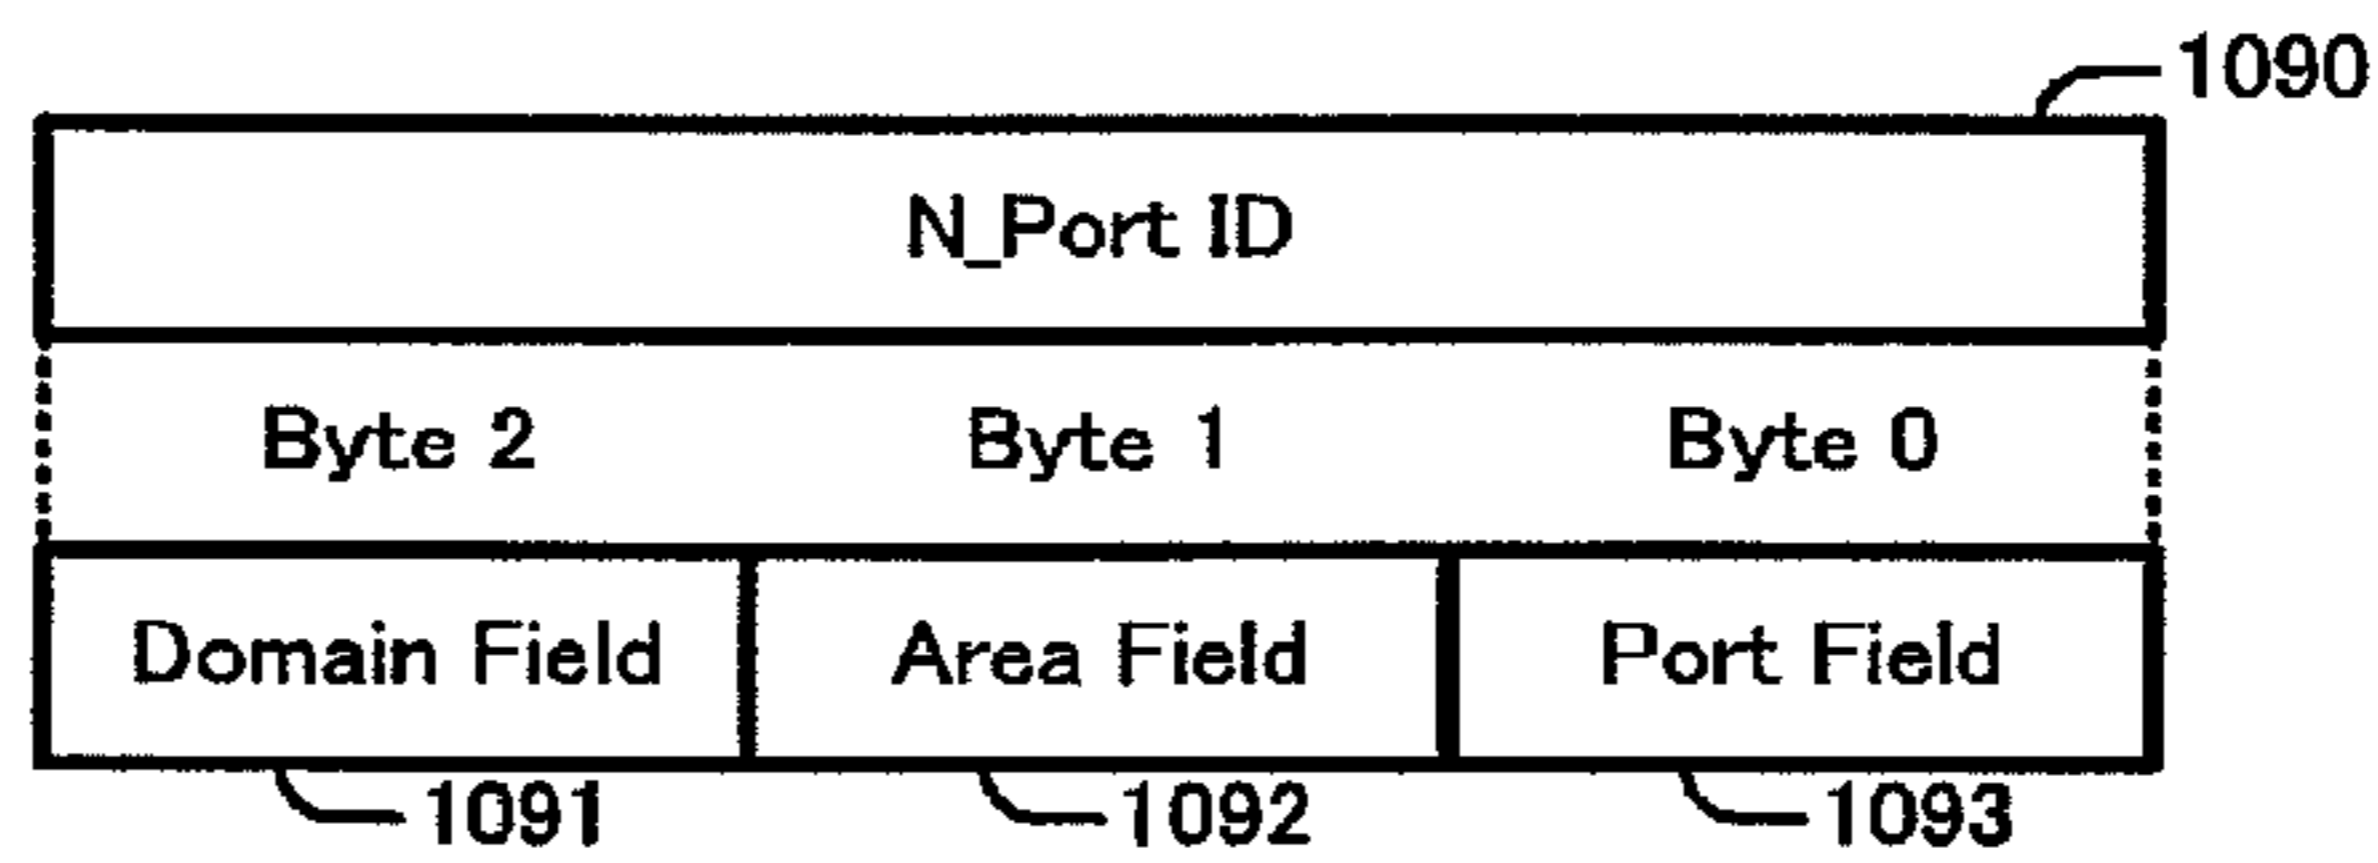 1090
N_Port ID
Byte 2 Byte 1 Byte 0
Domain Field Area Field Port Field
1091 1092 1093